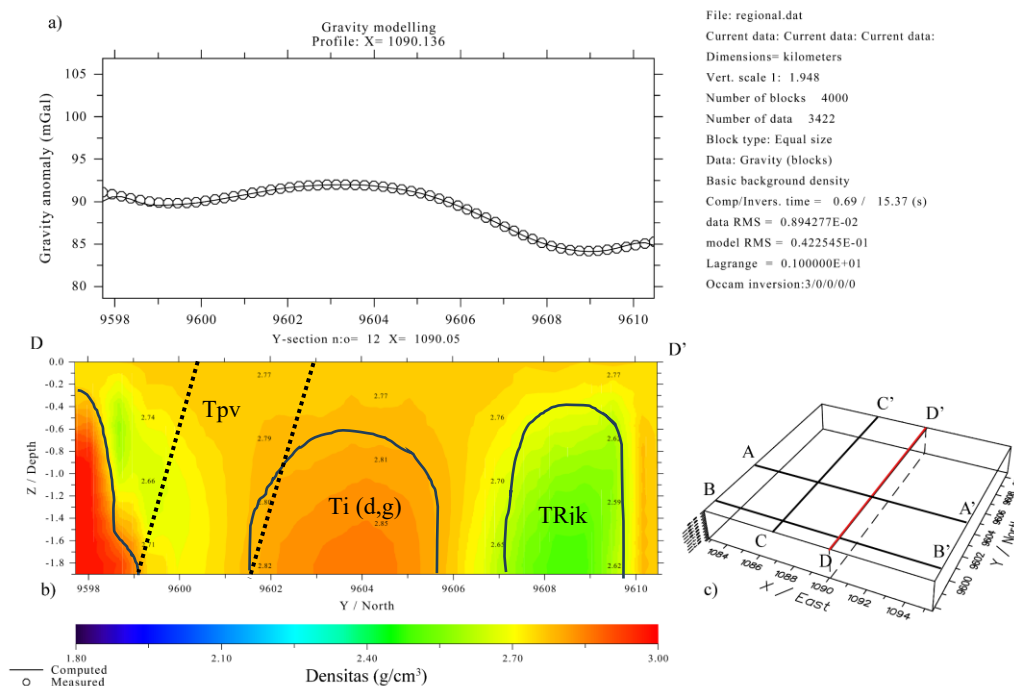 a)
Gravity modelling
Profile: X= 1090.136
Gravity anomaly (mGal)
105
100
95
90
85
80
9598 9600 9602 9604 9606 9608 9610
Y-section n:o= 12 X= 1090.05
File: regional.dat
Current data: Current data: Current data:
Dimensions= kilometers
Vert. scale 1: 1.948
Number of blocks 4000
Number of data 3422
Block type: Equal size
Data: Gravity (blocks)
Basic background density
Comp/Invers. time = 0.69 / 15.37 (s)
data RMS = 0.894277E-02
model RMS = 0.422545E-01
Lagrange = 0.100000E+01
Occam inversion:3/0/0/0/0
D D'
Z / Depth
0.0
-0.2
-0.4
-0.6
-0.8
-1.0
-1.2
-1.4
-1.6
-1.8
2.77 2.77
2.74 Tpv 2.77 2.76
2.79
2.81
2.66 2.70
2.59
Ti (d,g) TRjk
2.85
2.65
2.82 2.62
9598 9600 9602 9604 9606 9608 9610
b) Y / North
1.80 2.10 2.40 2.70 3.00
Densitas (g/cm³)
Computed
Measured
C' D'
A
B
A'
B'
C
D
1084 1086 1088 1090 1092 1094
X / East
9600 9602 9604 9606 9608
Y / North
c)